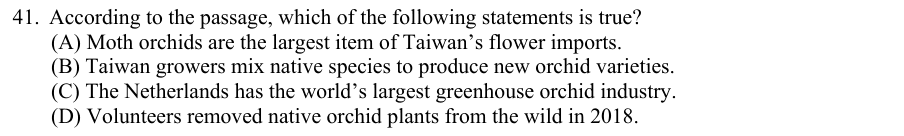 41. According to the passage, which of the following statements is true?
(A) Moth orchids are the largest item of Taiwan’s flower imports.
(B) Taiwan growers mix native species to produce new orchid varieties.
(C) The Netherlands has the world’s largest greenhouse orchid industry.
(D) Volunteers removed native orchid plants from the wild in 2018.